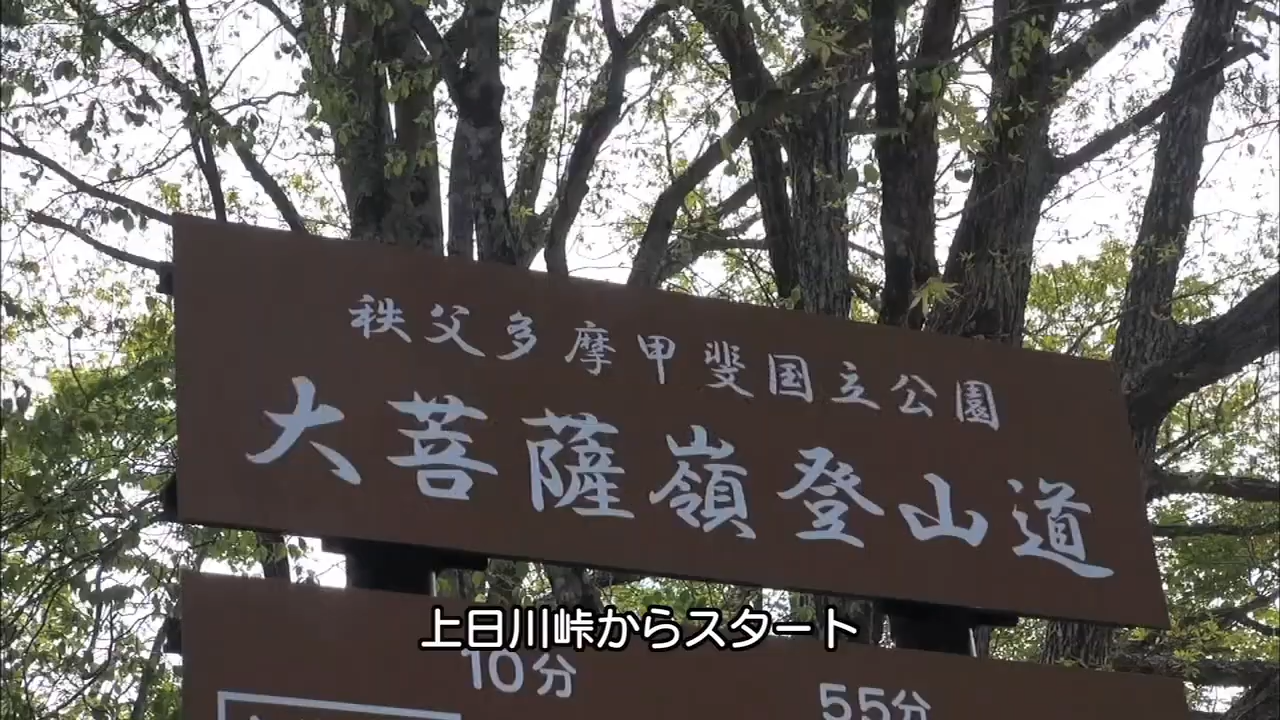 秩父多摩甲斐国立公園
大菩薩嶺登山道
上日川峠からスタート
10分
55分